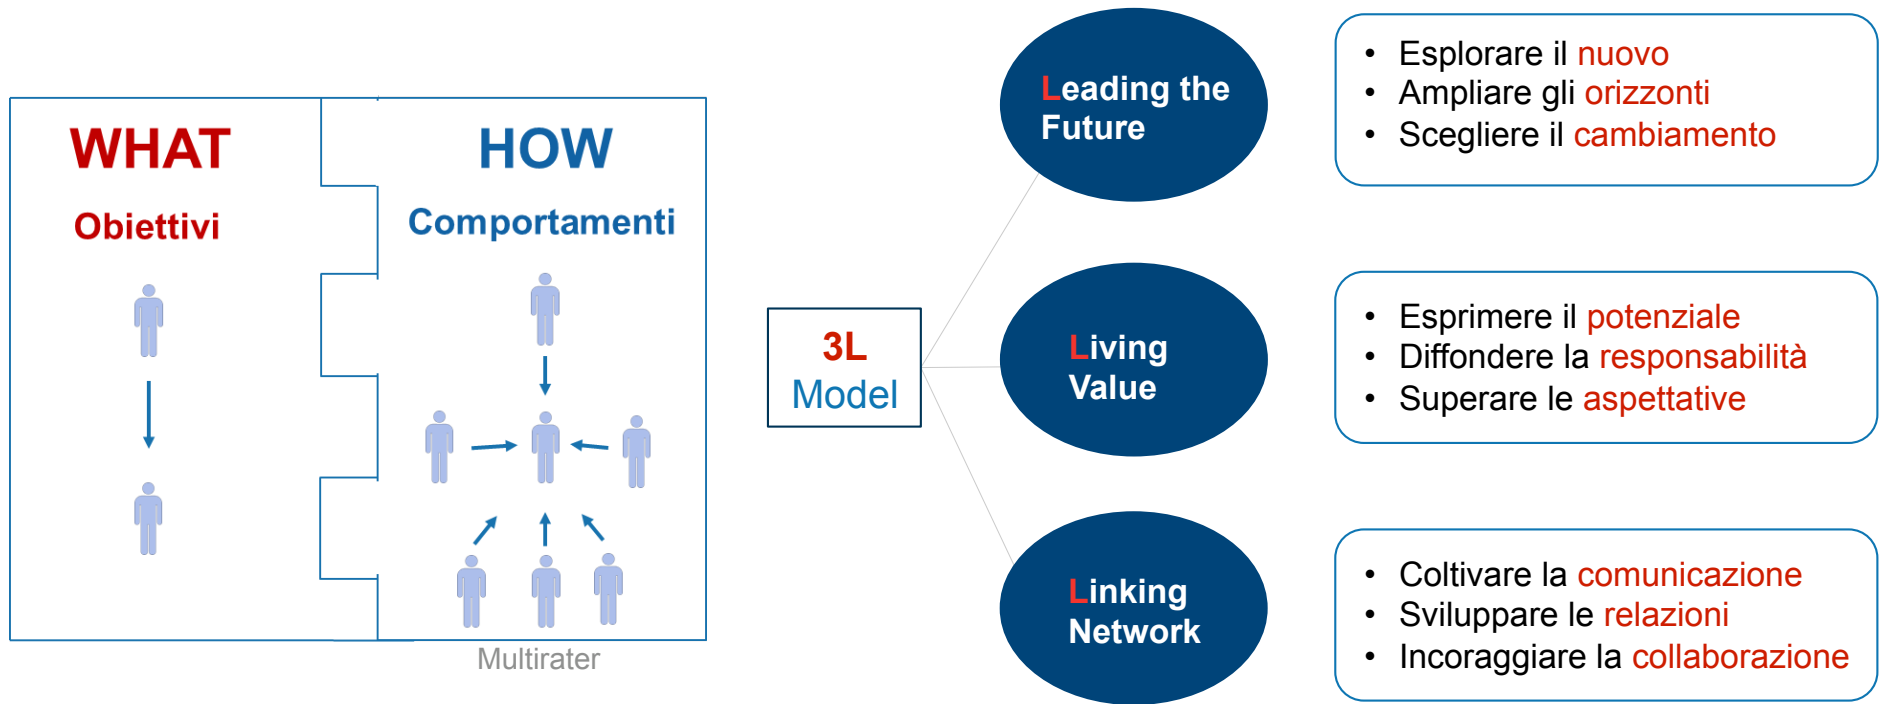 WHAT
Obiettivi
HOW
Comportamenti
Multirater
3L
Model
Leading the
Future
• Esplorare il nuovo
• Ampliare gli orizzonti
• Scegliere il cambiamento
Living
Value
• Esprimere il potenziale
• Diffondere la responsabilità
• Superare le aspettative
Linking
Network
• Coltivare la comunicazione
• Sviluppare le relazioni
• Incoraggiare la collaborazione